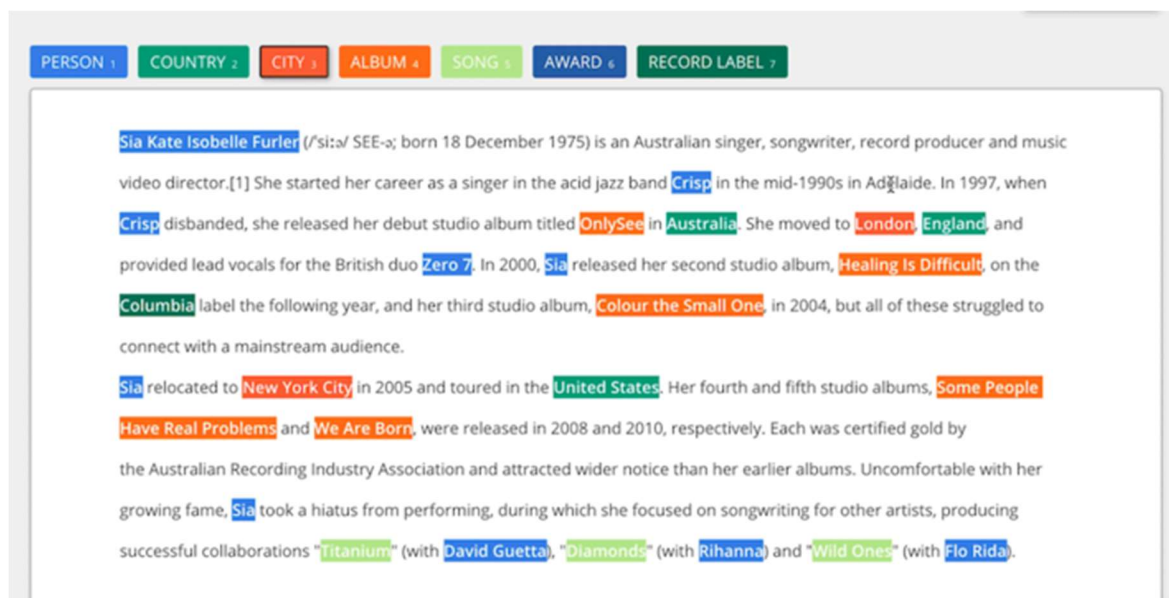 PERSON 1 COUNTRY 2 CITY 3 ALBUM 4 SONG 5 AWARD 6 RECORD LABEL 7
Sia Kate Isobelle Furler (/ˈsiːə/ SEE-ə; born 18 December 1975) is an Australian singer, songwriter, record producer and music
video director.[1] She started her career as a singer in the acid jazz band Crisp in the mid-1990s in Adelaide. In 1997, when
Crisp disbanded, she released her debut studio album titled OnlySee in Australia. She moved to London, England, and
provided lead vocals for the British duo Zero 7. In 2000, Sia released her second studio album, Healing Is Difficult, on the
Columbia label the following year, and her third studio album, Colour the Small One, in 2004, but all of these struggled to
connect with a mainstream audience.
Sia relocated to New York City in 2005 and toured in the United States. Her fourth and fifth studio albums, Some People
Have Real Problems and We Are Born, were released in 2008 and 2010, respectively. Each was certified gold by
the Australian Recording Industry Association and attracted wider notice than her earlier albums. Uncomfortable with her
growing fame, Sia took a hiatus from performing, during which she focused on songwriting for other artists, producing
successful collaborations "Titanium" (with David Guetta), "Diamonds" (with Rihanna) and "Wild Ones" (with Flo Rida).